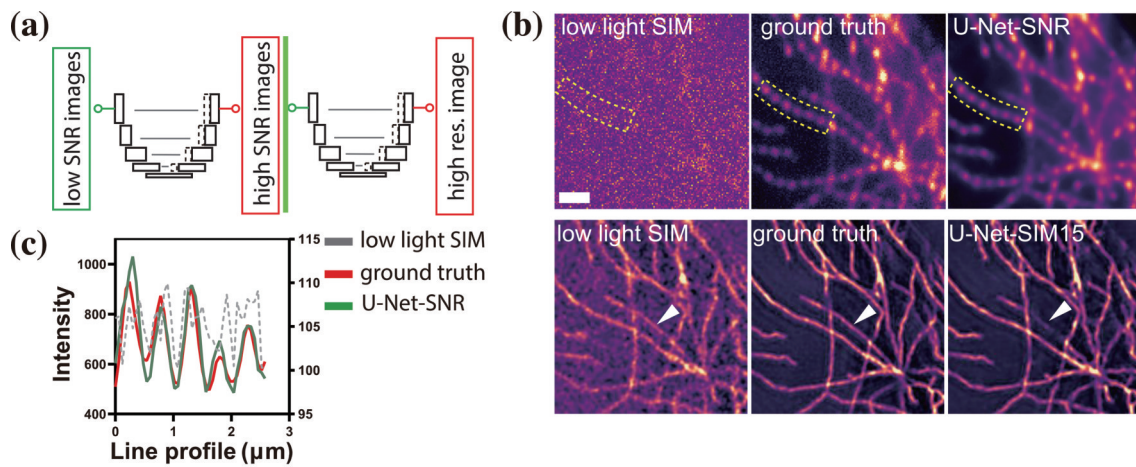 (a)
low SNR images
high SNR images
high res. image
(b)
low light SIM
ground truth
U-Net-SNR
low light SIM
ground truth
U-Net-SIM15
(c)
low light SIM
ground truth
U-Net-SNR
Intensity
1000
800
600
400
115
110
105
100
95
0
1
2
3
Line profile (μm)